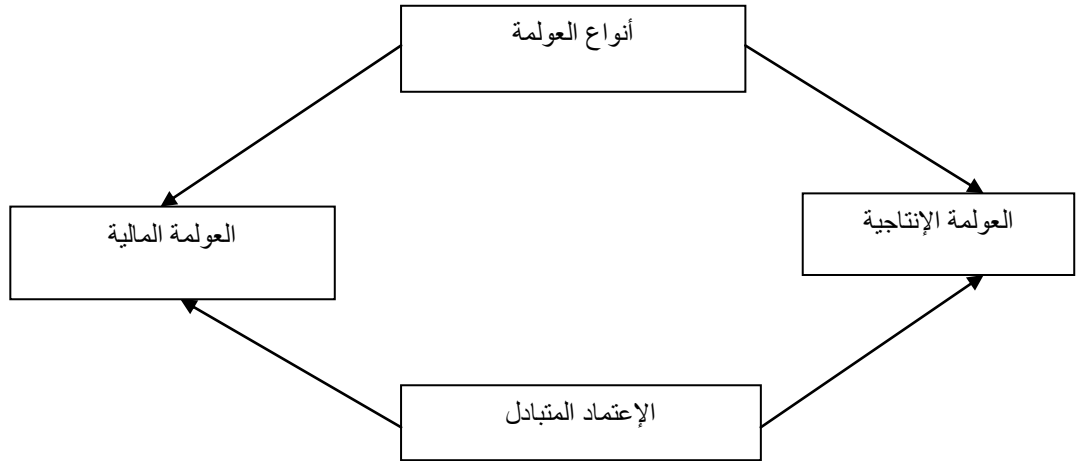 أنواع العولمة
العولمة الإنتاجية
العولمة المالية
الإعتماد المتبادل